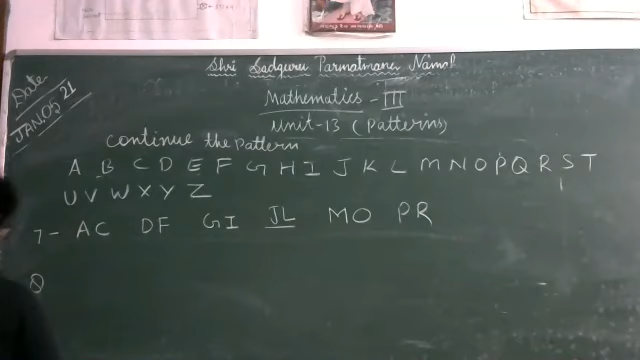 Shri Sadguru Parmatmane Namah
Date
JAN.05 21
Mathematics - III
Unit-13 (Patterns)
Continue the Pattern
A B C D E F G H I J K L M N O P Q R S T
U V W X Y Z
7- AC DF GI JL MO PR